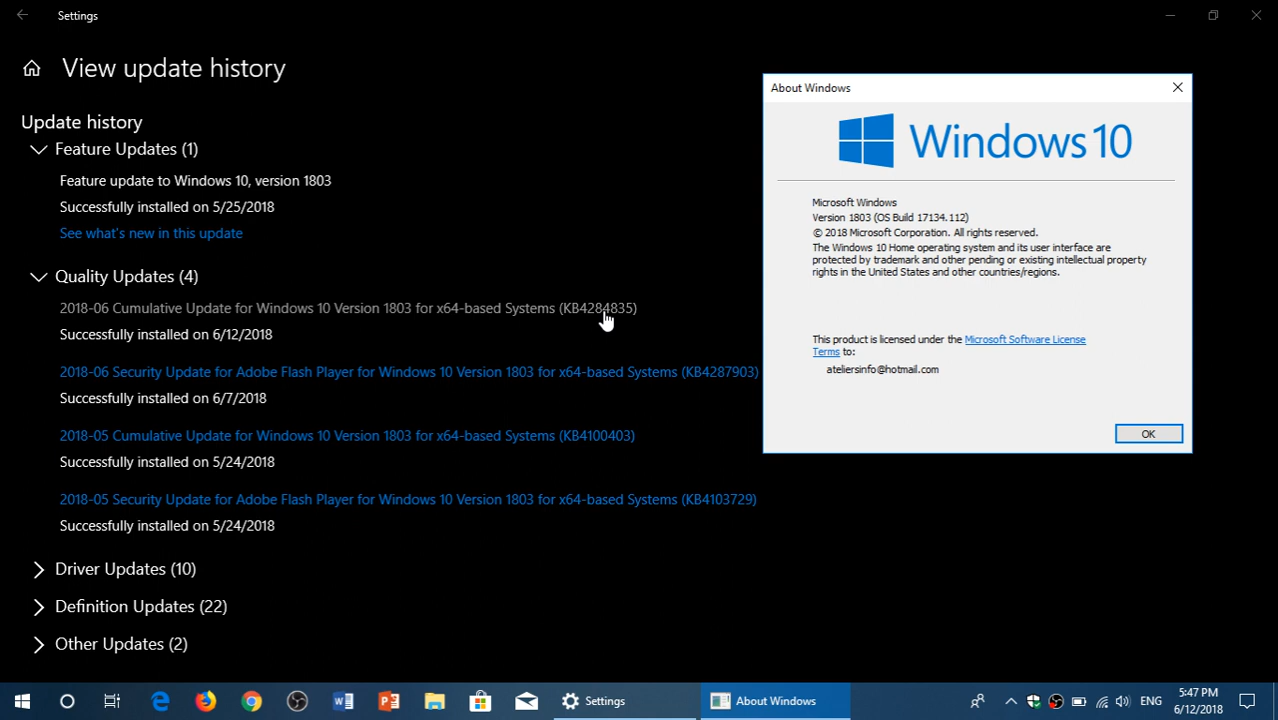 Settings
View update history
Update history
Feature Updates (1)
Feature update to Windows 10, version 1803
Successfully installed on 5/25/2018
See what's new in this update
Quality Updates (4)
2018-06 Cumulative Update for Windows 10 Version 1803 for x64-based Systems (KB4284835)
Successfully installed on 6/12/2018
2018-06 Security Update for Adobe Flash Player for Windows 10 Version 1803 for x64-based Systems (KB4287903)
Successfully installed on 6/7/2018
2018-05 Cumulative Update for Windows 10 Version 1803 for x64-based Systems (KB4100403)
Successfully installed on 5/24/2018
2018-05 Security Update for Adobe Flash Player for Windows 10 Version 1803 for x64-based Systems (KB4103729)
Successfully installed on 5/24/2018
Driver Updates (10)
Definition Updates (22)
Other Updates (2)
About Windows
Windows 10
Microsoft Windows
Version 1803 (OS Build 17134.112)
© 2018 Microsoft Corporation. All rights reserved.
The Windows 10 Home operating system and its user interface are
protected by trademark and other pending or existing intellectual property
rights in the United States and other countries/regions.
This product is licensed under the Microsoft Software License
Terms to:
ateliersinfo@hotmail.com
OK
Settings
About Windows
ENG
5:47 PM
6/12/2018